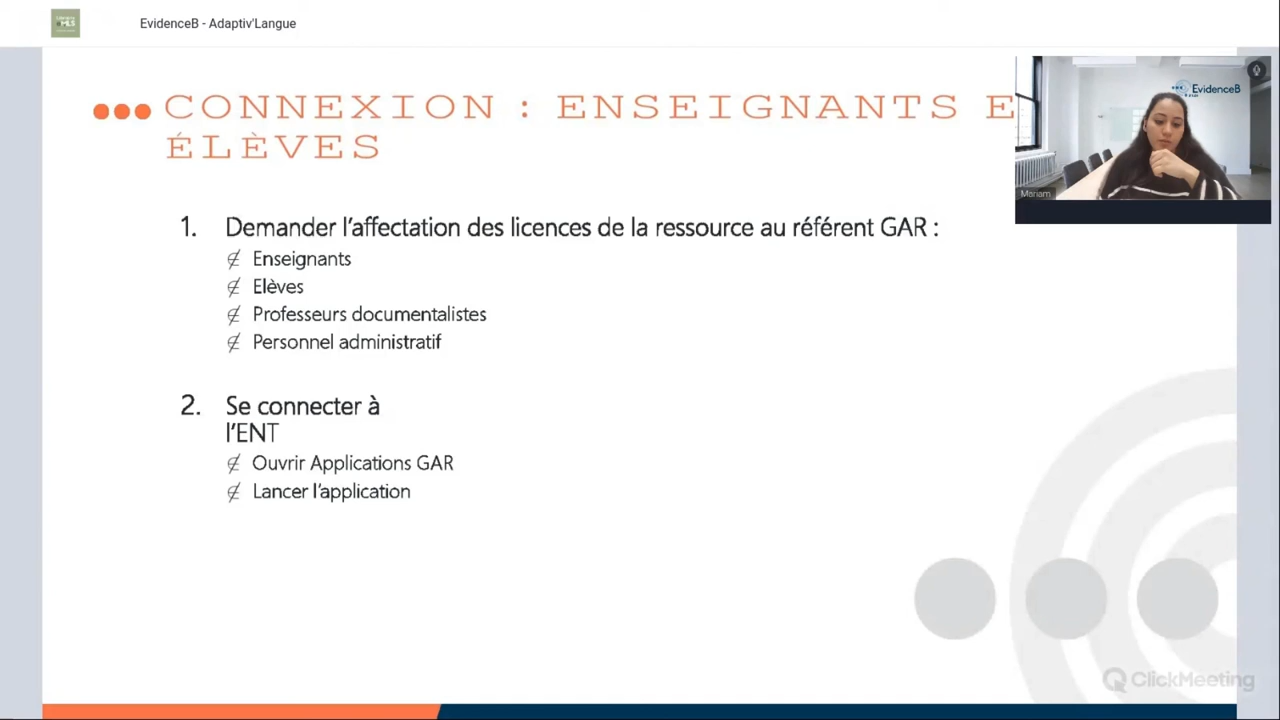 EvidenceB - Adaptiv'Langue
CONNEXION : ENSEIGNANTS E
ÉLÈVES
EvidenceB
Mariam
1. Demander l'affectation des licences de la ressource au référent GAR :
∉ Enseignants
∉ Elèves
∉ Professeurs documentalistes
∉ Personnel administratif
2. Se connecter à
l'ENT
∉ Ouvrir Applications GAR
∉ Lancer l'application
ClickMeeting